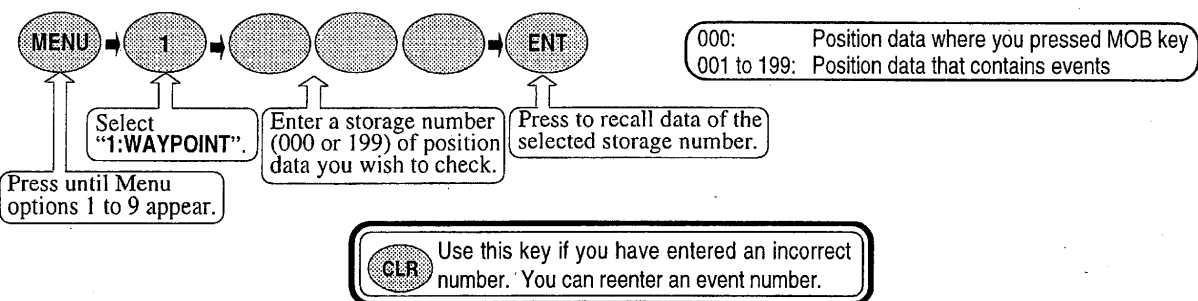 MENU 1 ENT
000: Position data where you pressed MOB key
001 to 199: Position data that contains events
Select
“1:WAYPOINT”.
Enter a storage number
(000 or 199) of position
data you wish to check.
Press to recall data of the
selected storage number.
Press until Menu
options 1 to 9 appear.
CLR
Use this key if you have entered an incorrect
number. You can reenter an event number.